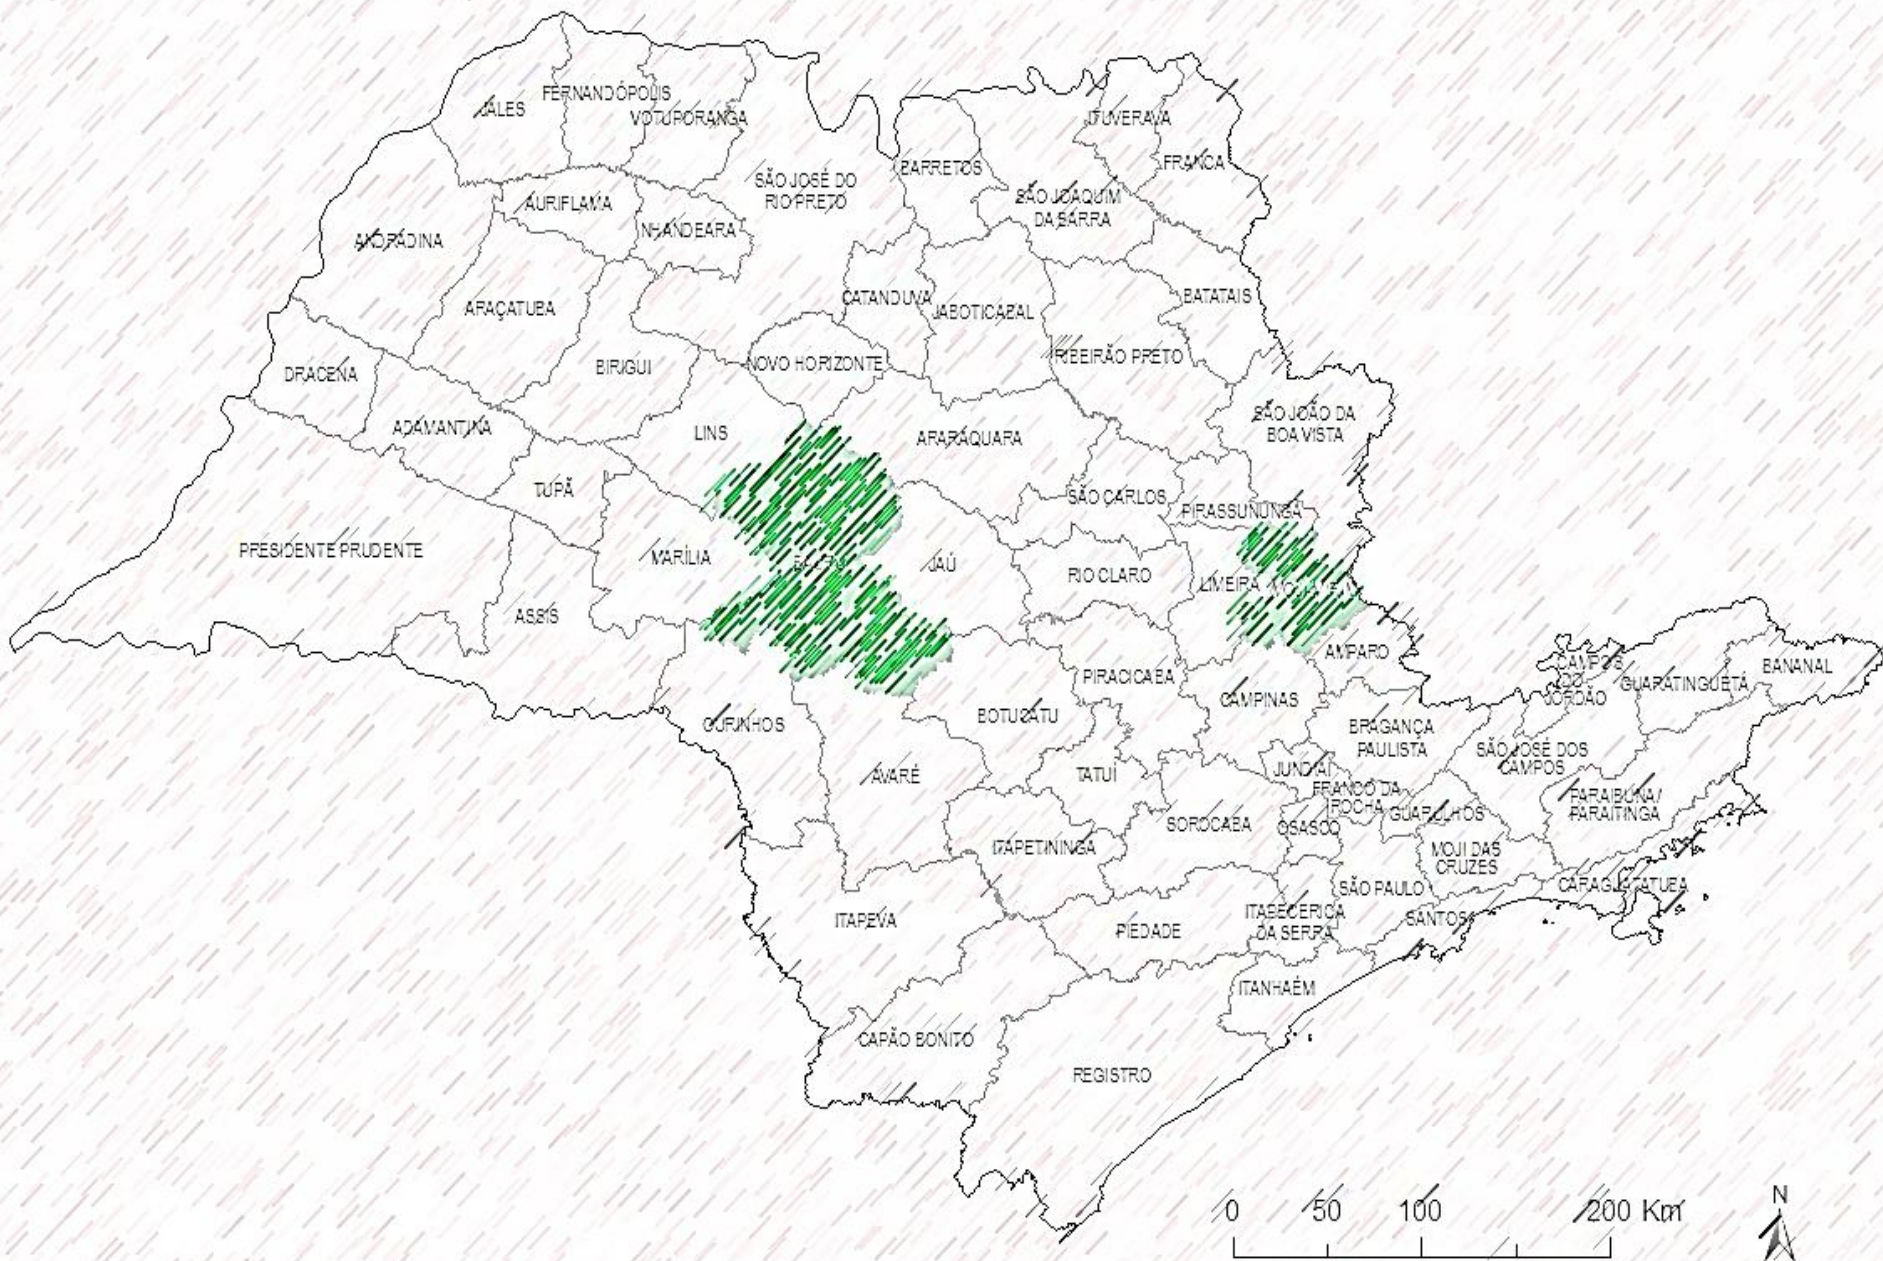 JALES
FERNANDÓPOLIS
VOTUPORANGA
ITUVERAVA
FRANCA
BARRETOS
SÃO JOSÉ DO
RIO PRETO
SÃO JOAQUIM
DA BARRA
AURIFLAMA
NHANDEARA
ANDRADINA
ARAÇATUBA
CATANDUVA
JABOTICABAL
BATATAIS
DRACENA
BIRIGUI
NOVO HORIZONTE
RIBEIRÃO PRETO
ADAMANTINA
LINS
ARARAQUARA
SÃO JOÃO DA
BOA VISTA
TUPÃ
SÃO CARLOS
PIRASSUNUNGA
PRESIDENTE PRUDENTE
MARÍLIA
BAURU
JAÚ
RIO CLARO
LIMEIRA
ASSIS
AMPARO
PIRACICABA
CAMPINAS
CAMPOS
DO
JORDÃO
GUARATINGUETÁ
BANANAL
OURINHOS
BOTUCATU
BRAGANÇA
PAULISTA
AVARÉ
TATUÍ
JUNDIAÍ
SÃO JOSÉ DOS
CAMPOS
FRANCO DA
ROCHA
GUARULHOS
PARAIBUNA/
PARAITINGA
SOROCABA
OSASCO
ITAPETININGA
MOJI DAS
CRUZES
SÃO PAULO
CARAGUATATUBA
ITAPEVA
PIEDADE
ITAPECERICA
DA SERRA
SANTOS
ITANHAÉM
CAPÃO BONITO
REGISTRO
0 50 100 200 Km
N